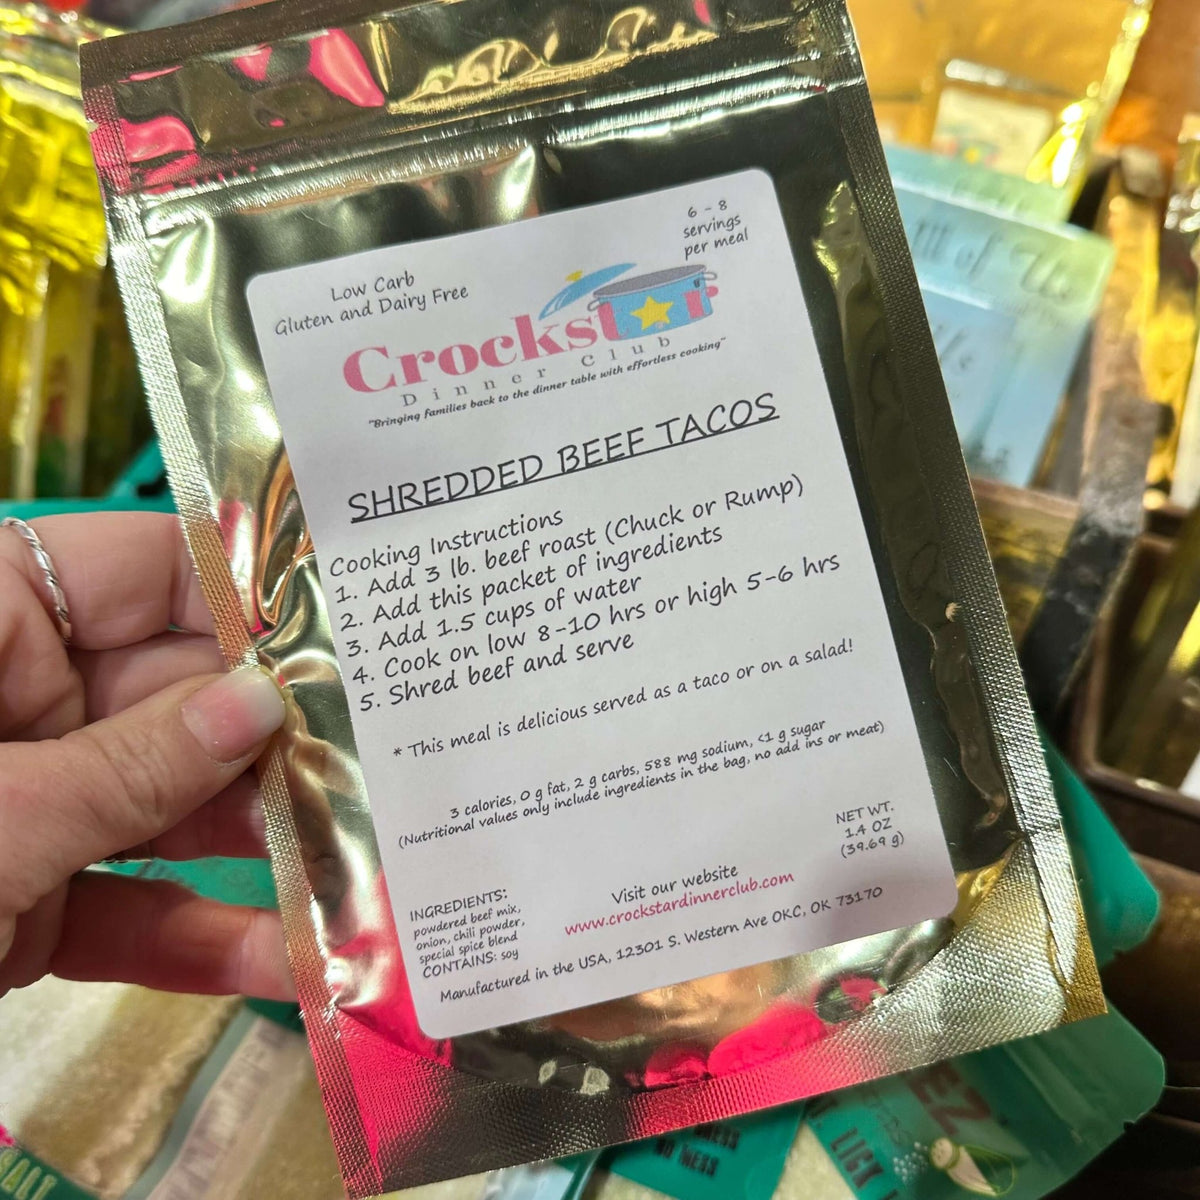 6 - 8
servings
per meal
Low Carb
Gluten and Dairy Free
Crockstar
Dinner Club
"Bringing families back to the dinner table with effortless cooking"
SHREDDED BEEF TACOS
Cooking Instructions
1. Add 3 lb. beef roast (Chuck or Rump)
2. Add this packet of ingredients
3. Add 1.5 cups of water
4. Cook on low 8-10 hrs or high 5-6 hrs
5. Shred beef and serve
* This meal is delicious served as a taco or on a salad!
3 calories, 0 g fat, 2 g carbs, 588 mg sodium, <1 g sugar
(Nutritional values only include ingredients in the bag, no add ins or meat)
NET WT.
1.4 OZ
(39.69 g)
INGREDIENTS:
powdered beef mix,
onion, chili powder,
special spice blend
CONTAINS: soy
Visit our website
www.crockstardinnerclub.com
Manufactured in the USA, 12301 S. Western Ave OKC, OK 73170
of Us
LICK
SALT